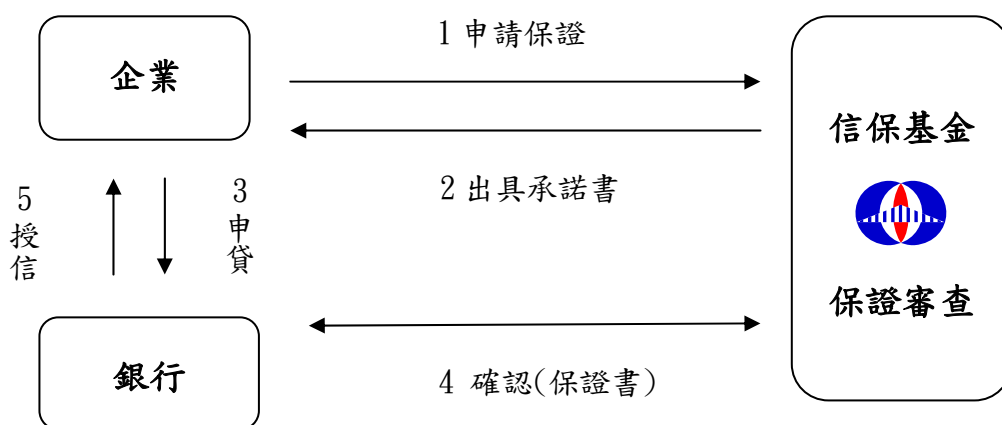 1 申請保證
企業
信保基金
2 出具承諾書
5 授信
3 申貸
保證審查
銀行
4 確認(保證書)